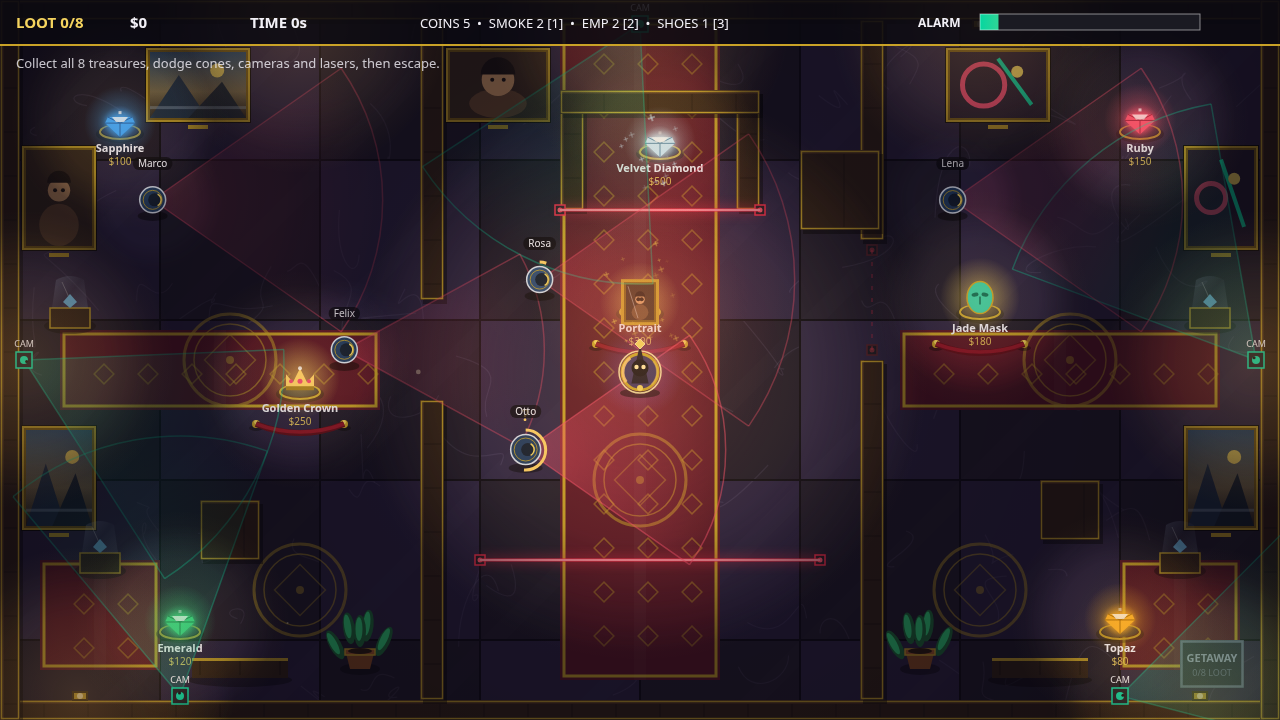 LOOT 0/8
$0
TIME 0s
COINS 5 • SMOKE 2 [1] • EMP 2 [2] • SHOES 1 [3]
ALARM
CAM
Collect all 8 treasures, dodge cones, cameras and lasers, then escape.
Sapphire
$100
Marco
Velvet Diamond
$500
Lena
Ruby
$150
Rosa
Felix
Portrait
Jade Mask
$180
CAM
CAM
Golden Crown
$250
Otto
Emerald
$120
CAM
Topaz
$80
CAM
GETAWAY
0/8 LOOT